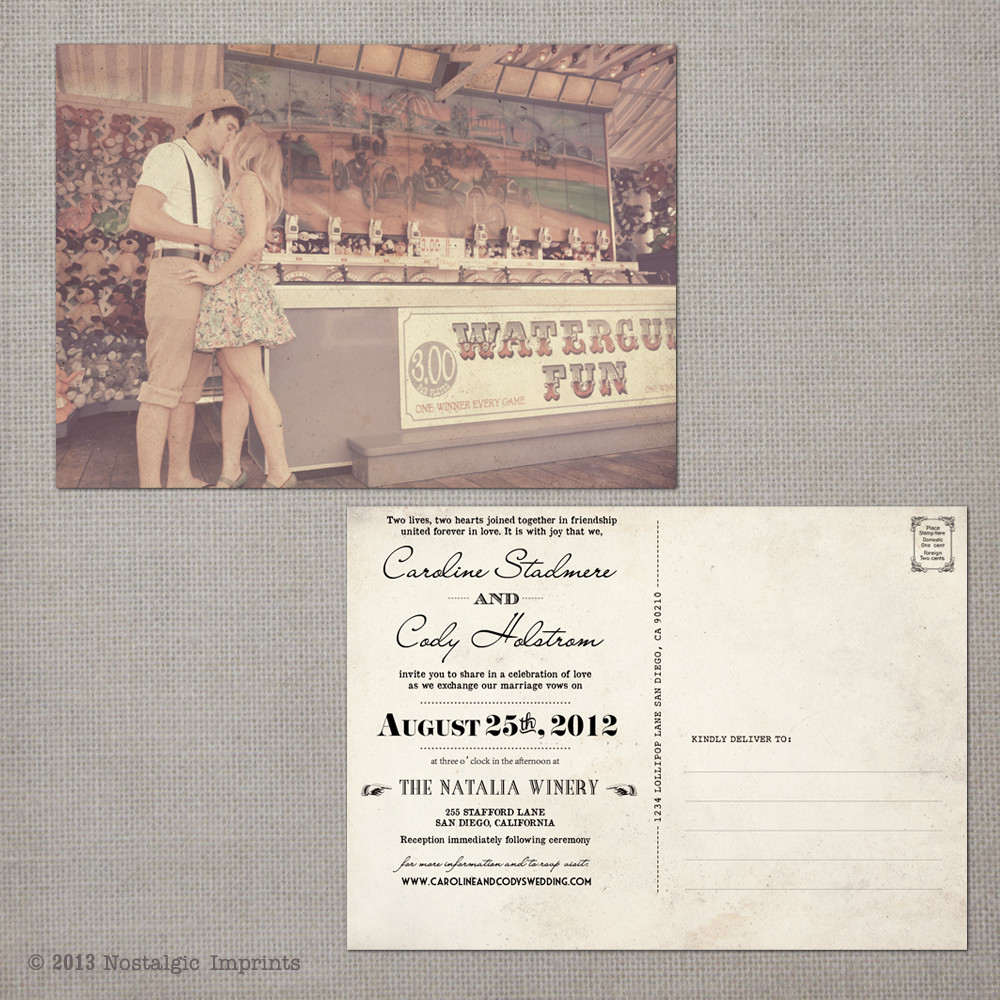 3.00
3.00
WATERGU
FUN
ONE WINNER EVERY GAME
Two lives, two hearts joined together in friendship
united forever in love. It is with joy that we,
Caroline Stadmere
AND
Cody Holstrom
invite you to share in a celebration of love
as we exchange our marriage vows on
August 25th, 2012
at three o'clock in the afternoon at
THE NATALIA WINERY
255 STAFFORD LANE
SAN DIEGO, CALIFORNIA
Reception immediately following ceremony
for more information and to rsvp visit:
WWW.CAROLINEANDCODYSWEDDING.COM
1234 LOLLIPOP LANE SAN DIEGO, CA 90210
Place
Stamp here
Domestic
One cent
Foreign
Two cents
KINDLY DELIVER TO:
© 2013 Nostalgic Imprints